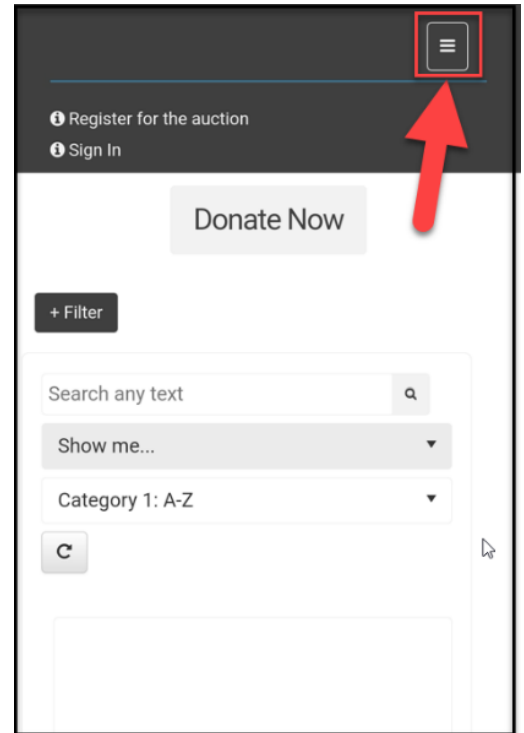 Register for the auction
Sign In
Donate Now
+ Filter
Search any text
Show me...
Category 1: A-Z